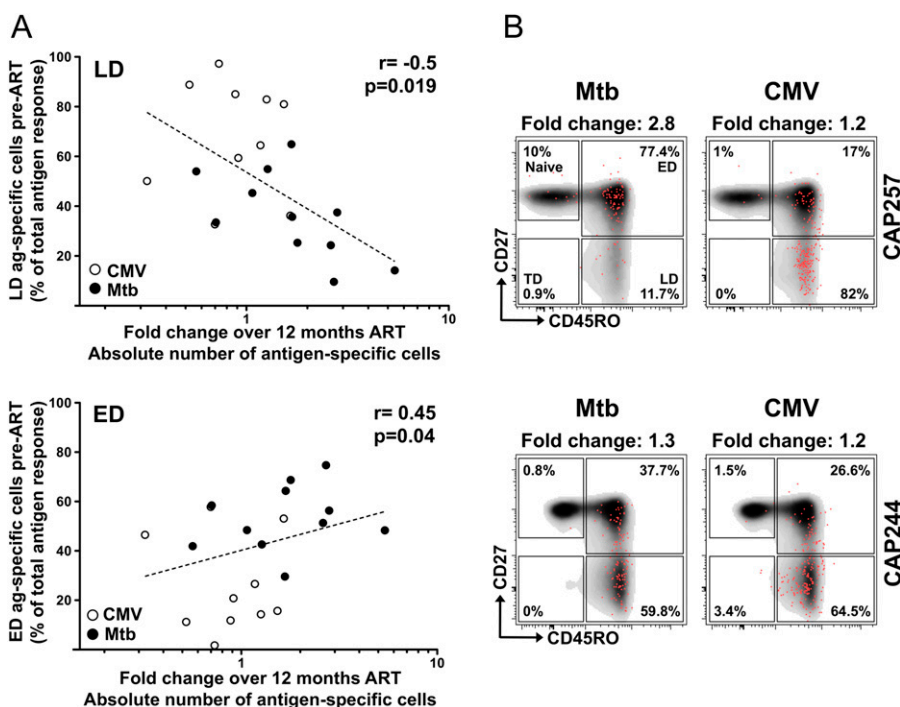 A
LD ag-specific cells pre-ART
(% of total antigen response)
100
80
60
40
20
LD
r= -0.5
p=0.019
CMV
Mtb
1
10
Fold change over 12 months ART
Absolute number of antigen-specific cells
ED ag-specific cells pre-ART
(% of total antigen response)
100
80
60
40
20
ED
r= 0.45
p=0.04
CMV
Mtb
1
10
Fold change over 12 months ART
Absolute number of antigen-specific cells
B
Mtb
Fold change: 2.8
10%
Naive
77.4%
ED
TD
0.9%
LD
11.7%
CD27
CD45RO
CMV
Fold change: 1.2
1%
17%
0%
82%
CAP257
Mtb
Fold change: 1.3
0.8%
37.7%
0%
59.8%
CD27
CD45RO
CMV
Fold change: 1.2
1.5%
26.6%
3.4%
64.5%
CAP244